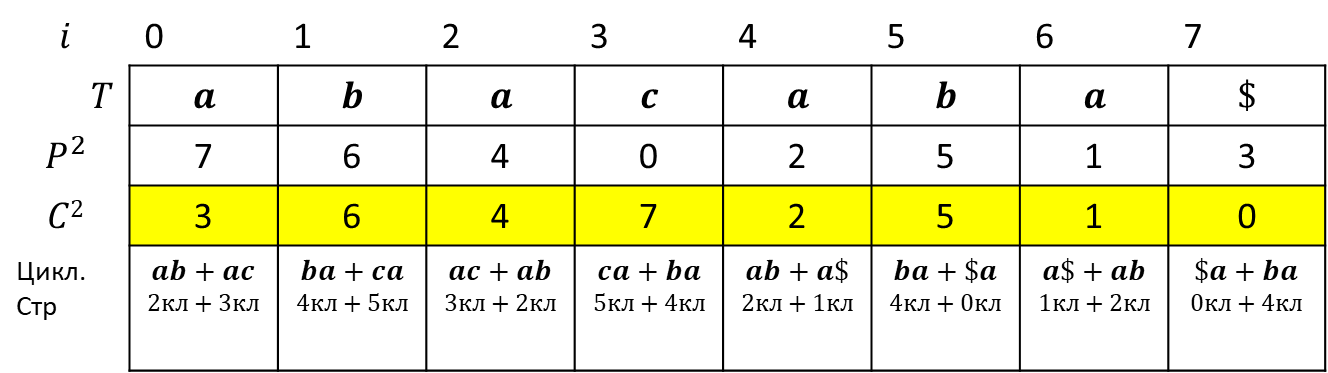 i 0 1 2 3 4 5 6 7
T a b a c a b a $
P² 7 6 4 0 2 5 1 3
C² 3 6 4 7 2 5 1 0
Цикл. ab + ac ba + ca ac + ab ca + ba ab + a$ ba + $a a$ + ab $a + ba
Стр 2кл + 3кл 4кл + 5кл 3кл + 2кл 5кл + 4кл 2кл + 1кл 4кл + 0кл 1кл + 2кл 0кл + 4кл